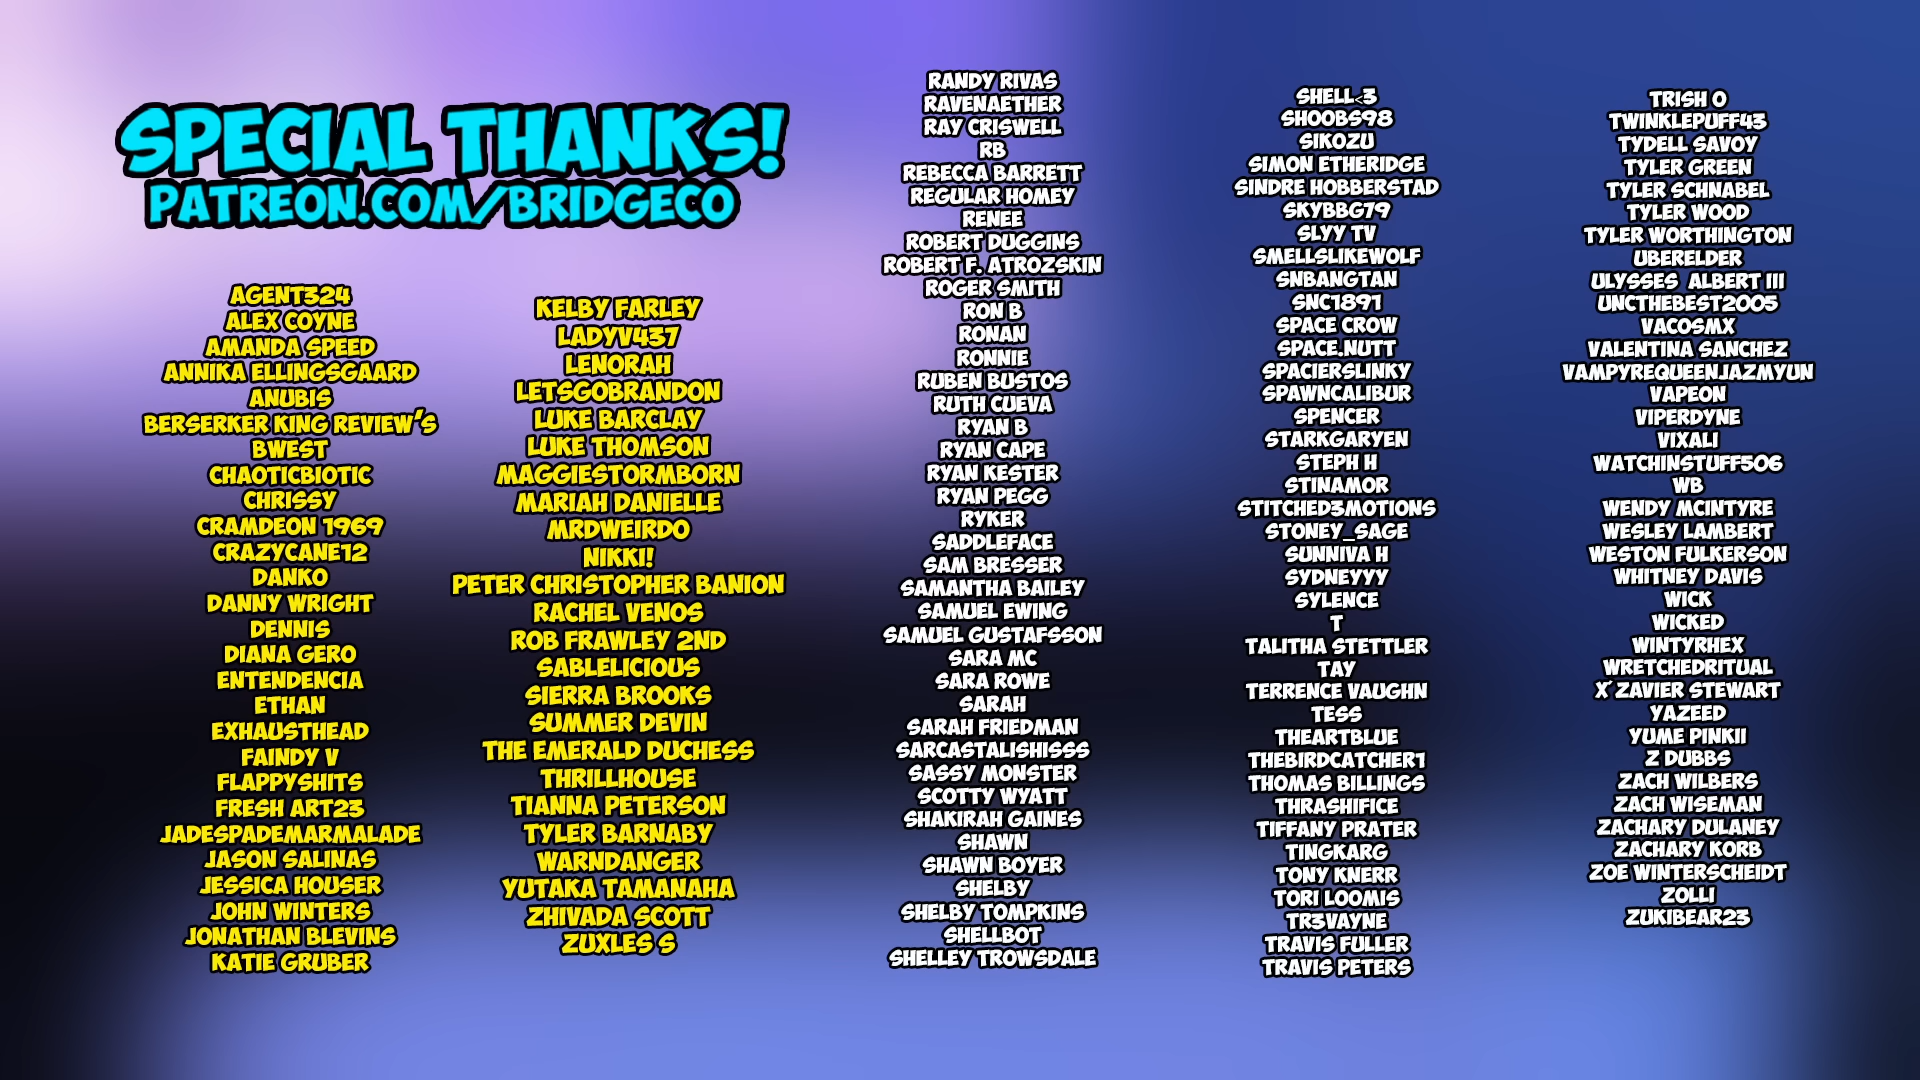 SPECIAL THANKS!
PATREON.COM/BRIDGECO
AGENT324
ALEX COYNE
AMANDA SPEED
ANNIKA ELLINGSGAARD
ANUBIS
BERSERKER KING REVIEW'S
BWEST
CHAOTICBIOTIC
CHRISSY
CRAMDEON 1969
CRAZYCANE12
DANKO
DANNY WRIGHT
DENNIS
DIANA GERO
ENTENDENCIA
ETHAN
EXHAUSTHEAD
FAINDY V
FLAPPYSHITS
FRESH ART23
JADESPADEMARMALADE
JASON SALINAS
JESSICA HOUSER
JOHN WINTERS
JONATHAN BLEVINS
KATIE GRUBER
KELBY FARLEY
LADYV437
LENORAH
LETSGOBRANDON
LUKE BARCLAY
LUKE THOMSON
MAGGIESTORMBORN
MARIAH DANIELLE
MRDWEIRDO
NIKKI!
PETER CHRISTOPHER BANION
RACHEL VENOS
ROB FRAWLEY 2ND
SABLELICIOUS
SIERRA BROOKS
SUMMER DEVIN
THE EMERALD DUCHESS
THRILLHOUSE
TIANNA PETERSON
TYLER BARNABY
WARNDANGER
YUTAKA TAMANAHA
ZHIVADA SCOTT
ZUXLES S
RANDY RIVAS
RAVENAETHER
RAY CRISWELL
RB
REBECCA BARRETT
REGULAR HOMEY
RENEE
ROBERT DUGGINS
ROBERT F. ATROZSKIN
ROGER SMITH
RON B
RONAN
RONNIE
RUBEN BUSTOS
RUTH CUEVA
RYAN B
RYAN CAPE
RYAN KESTER
RYAN PEGG
RYKER
SADDLEFACE
SAM BRESSER
SAMANTHA BAILEY
SAMUEL EWING
SAMUEL GUSTAFSSON
SARA MC
SARA ROWE
SARAH
SARAH FRIEDMAN
SARCASTALISHISSS
SASSY MONSTER
SCOTTY WYATT
SHAKIRAH GAINES
SHAWN
SHAWN BOYER
SHELBY
SHELBY TOMPKINS
SHELLBOT
SHELLEY TROWSDALE
SHELL<3
SHOOBS98
SIKOZU
SIMON ETHERIDGE
SINDRE HOBBERSTAD
SKYBBG79
SLYY TV
SMELLSLIKEWOLF
SNBANGTAN
SNC1891
SPACE CROW
SPACE.NUTT
SPACIERSLINKY
SPAWNCALIBUR
SPENCER
STARKGARYEN
STEPH H
STINAMOR
STITCHED3MOTIONS
STONEY_SAGE
SUNNIVA H
SYDNEYYY
SYLENCE
T
TALITHA STETTLER
TAY
TERRENCE VAUGHN
TESS
THEARTBLUE
THEBIRDCATCHER1
THOMAS BILLINGS
THRASHIFICE
TIFFANY PRATER
TINGKARG
TONY KNERR
TORI LOOMIS
TR3VAYNE
TRAVIS FULLER
TRAVIS PETERS
TRISH O
TWINKLEPUFF43
TYDELL SAVOY
TYLER GREEN
TYLER SCHNABEL
TYLER WOOD
TYLER WORTHINGTON
UBERELDER
ULYSSES ALBERT III
UNCTHEBEST2005
VACOSMX
VALENTINA SANCHEZ
VAMPYREQUEENJAZMYUN
VAPEON
VIPERDYNE
VIXALI
WATCHINSTUFF506
WB
WENDY MCINTYRE
WESLEY LAMBERT
WESTON FULKERSON
WHITNEY DAVIS
WICK
WICKED
WINTYRHEX
WRETCHEDRITUAL
X'ZAVIER STEWART
YAZEED
YUME PINKII
Z DUBBS
ZACH WILBERS
ZACH WISEMAN
ZACHARY DULANEY
ZACHARY KORB
ZOE WINTERSCHEIDT
ZOLLI
ZUKIBEAR23